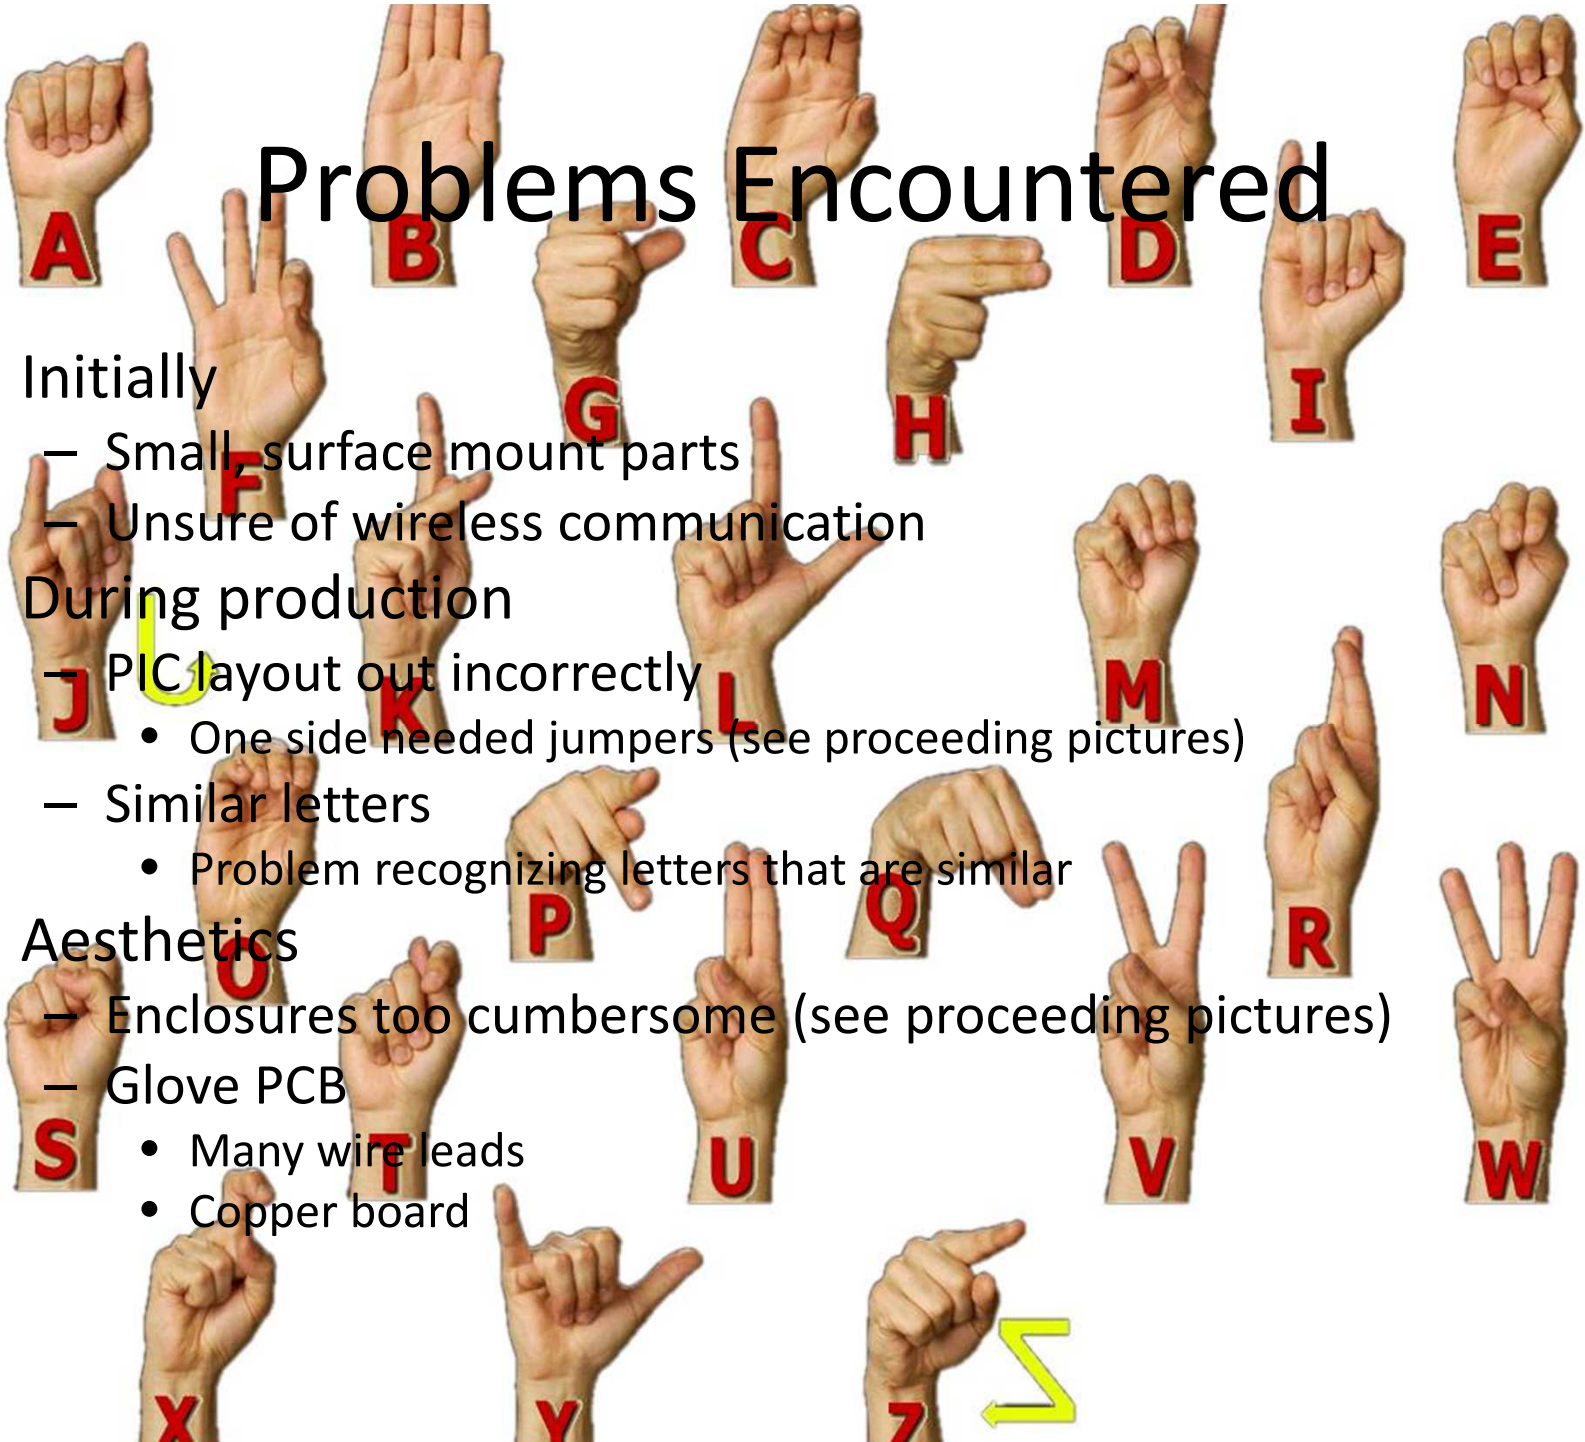 Problems Encountered
A B C D E
F G H I
Initially
– Small, surface mount parts
– Unsure of wireless communication
During production
– PIC layout out incorrectly
J K L M N
• One side needed jumpers (see proceeding pictures)
– Similar letters
• Problem recognizing letters that are similar
O P Q R
Aesthetics
– Enclosures too cumbersome (see proceeding pictures)
– Glove PCB
• Many wire leads
S T U V W
• Copper board
X Y Z